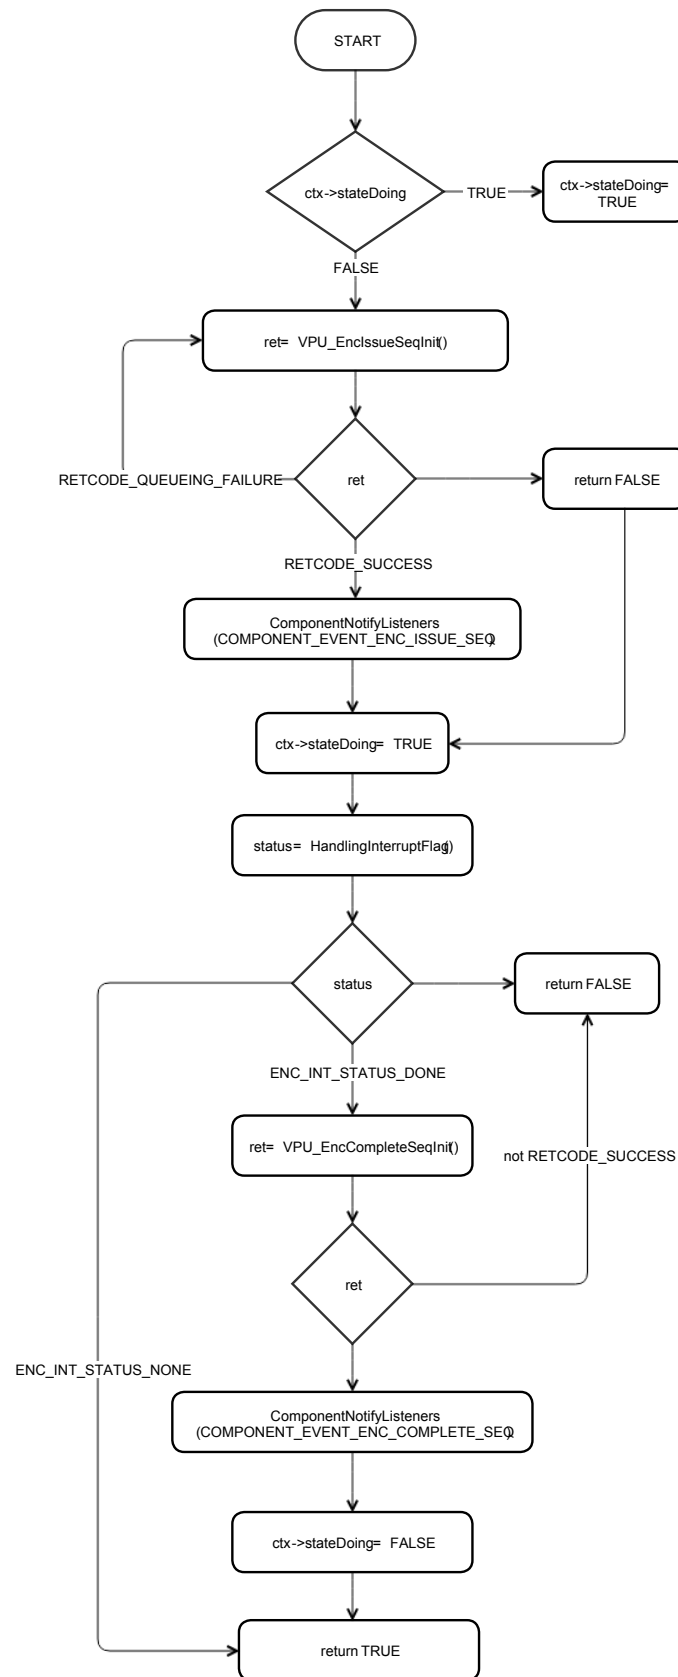 START
ctx->stateDoing
TRUE
ctx->stateDoing=
TRUE
FALSE
ret= VPU_EncIssueSeqInit()
RETCODE_QUEUEING_FAILURE
ret
return FALSE
RETCODE_SUCCESS
ComponentNotifyListeners
(COMPONENT_EVENT_ENC_ISSUE_SEQ)
ctx->stateDoing= TRUE
status= HandlingInterruptFlag()
status
return FALSE
ENC_INT_STATUS_DONE
ret= VPU_EncCompleteSeqInit()
not RETCODE_SUCCESS
ret
ENC_INT_STATUS_NONE
ComponentNotifyListeners
(COMPONENT_EVENT_ENC_COMPLETE_SEQ)
ctx->stateDoing= FALSE
return TRUE